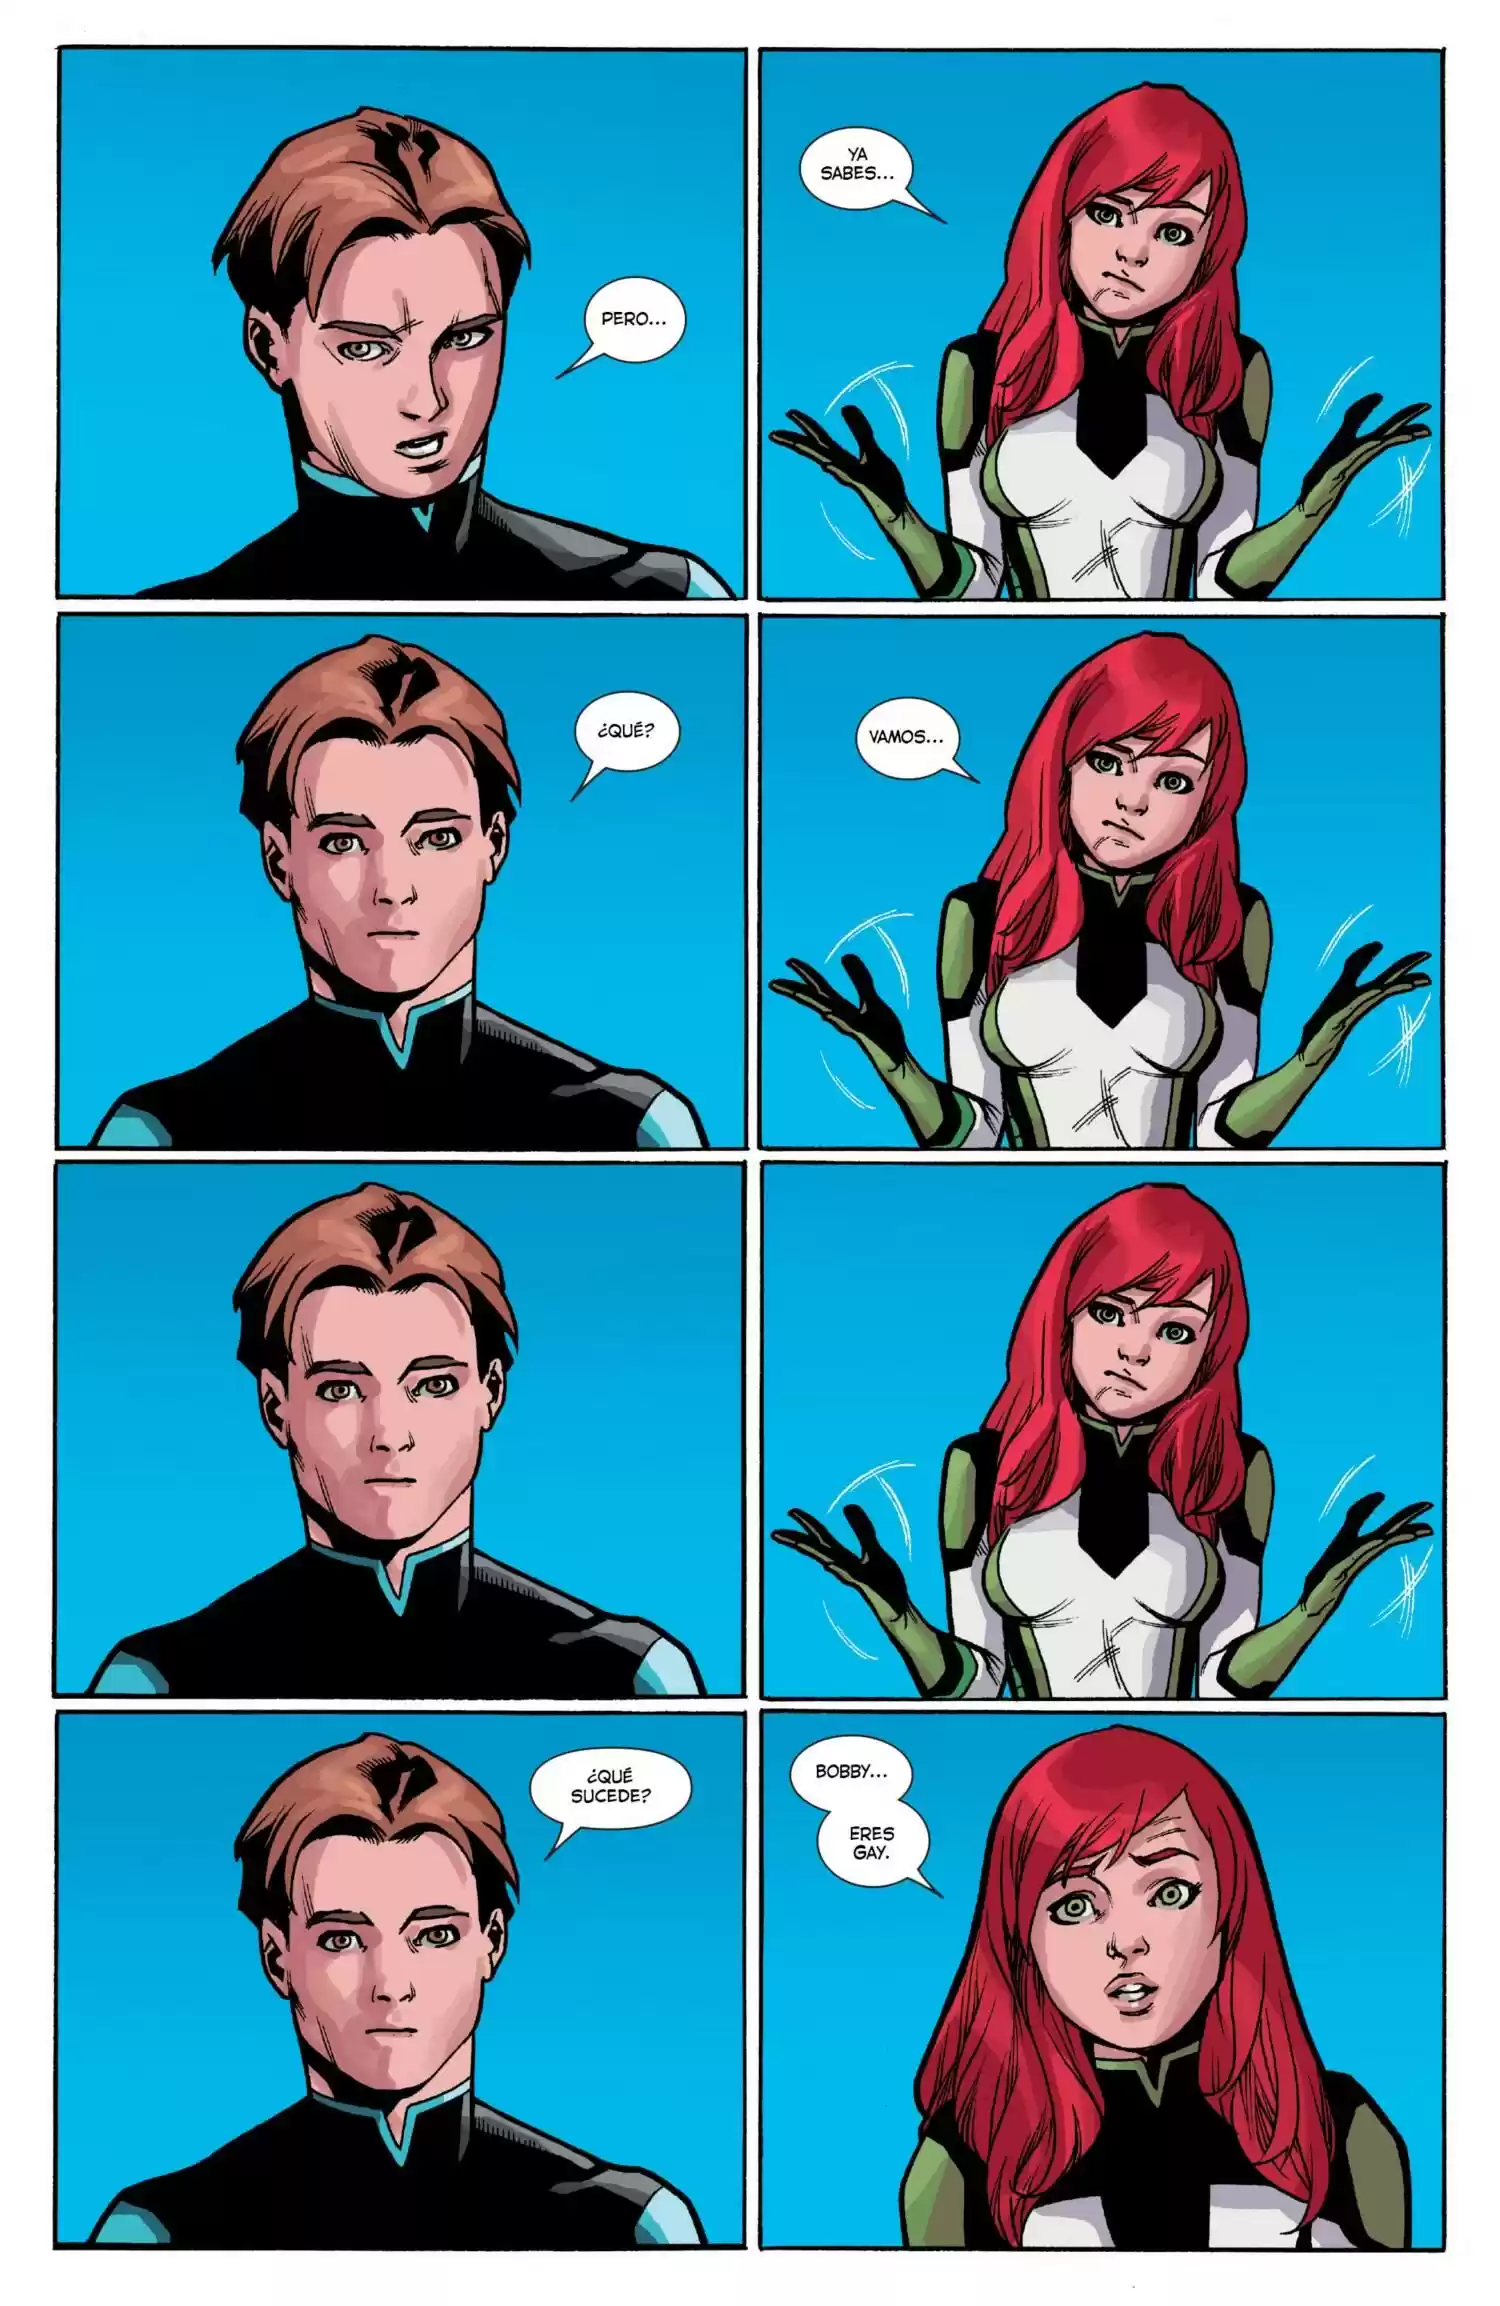 PERO...
YA
SABES...
¿QUÉ?
VAMOS...
¿QUÉ
SUCEDE?
BOBBY...
ERES
GAY.